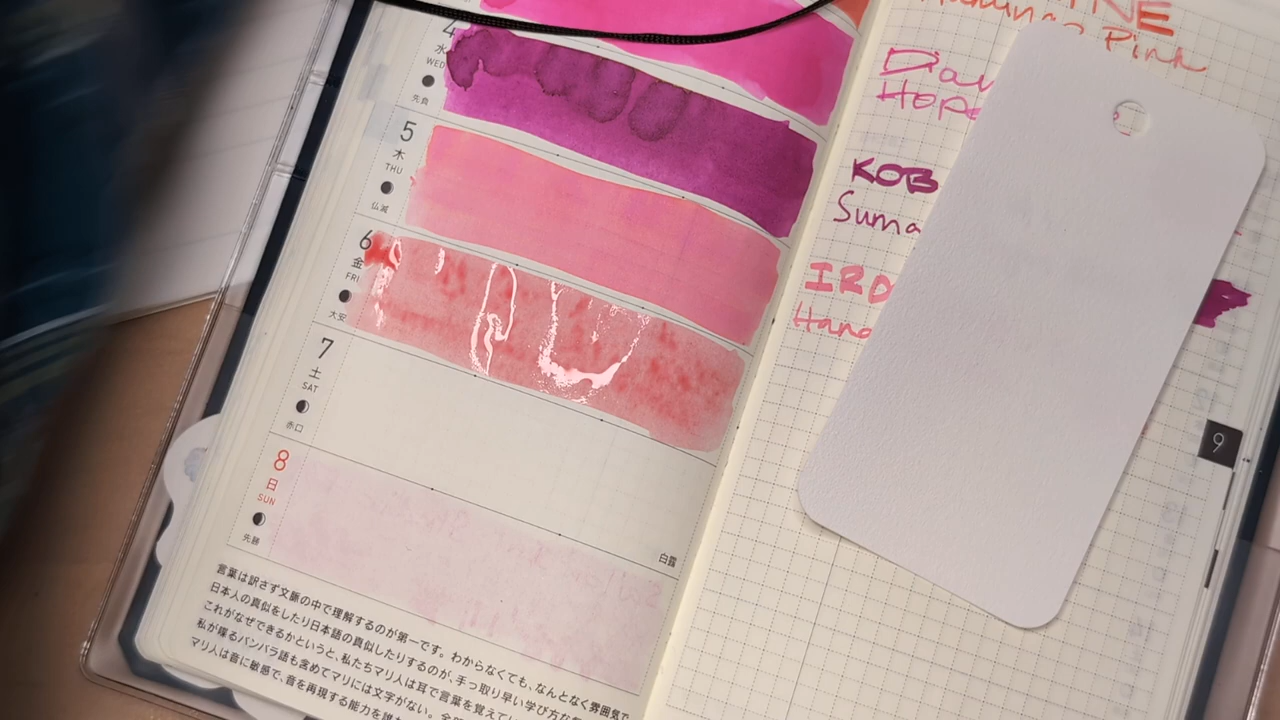 4
水
WED
先負
5
木
THU
仏滅
6
金
FRI
大安
7
土
SAT
赤口
8
日
SUN
先勝
白露
言葉は訳さず文脈の中で理解するのが第一です。わからなくても、なんとなく雰囲気で
日本人の真似をしたり日本語の真似したりするのが、手っ取り早い学び方な
これがなぜできるかというと、私たちマリ人は耳で言葉を覚えてい
私が喋るバンバラ語も含めてマリには文字がない。
マリ人は音に敏感で、音を再現する能力を
Pink
Hope
KOB
Suma
IRO
Hana
9